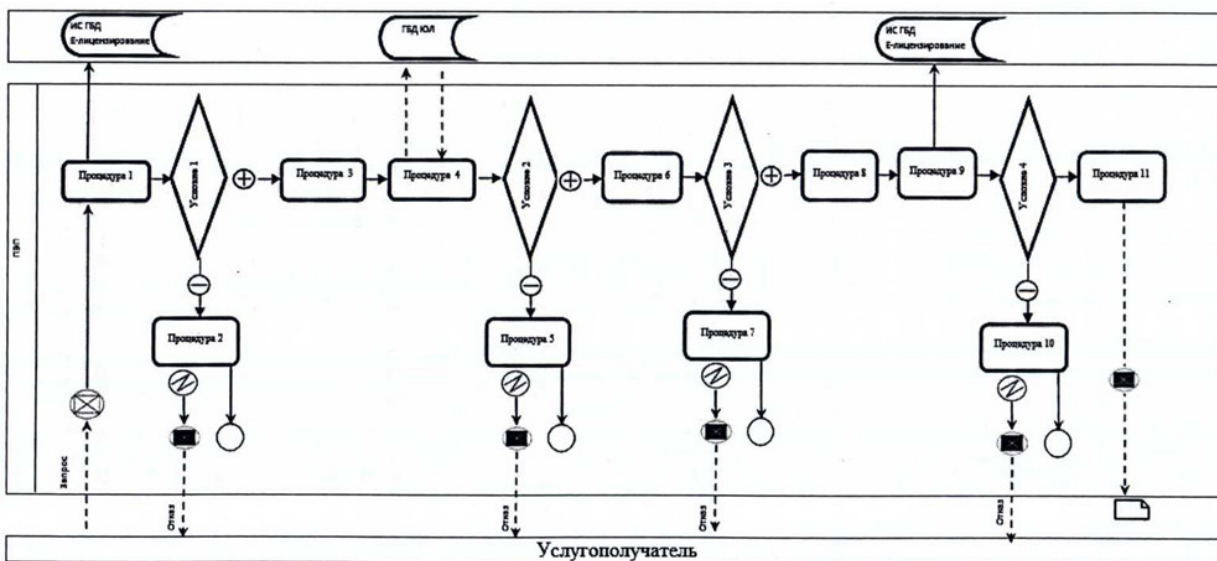 ИС ГБД
Е-лицензирование
ГБД ЮЛ
ИС ГБД
Е-лицензирование
Процедура 1
Условие 1
Процедура 3
Процедура 4
Условие 2
Процедура 6
Условие 3
Процедура 8
Процедура 9
Условие 4
Процедура 11
Процедура 2
Процедура 5
Процедура 7
Процедура 10
Запрос
Отказ
Отказ
Отказ
Отказ
Услугополучатель